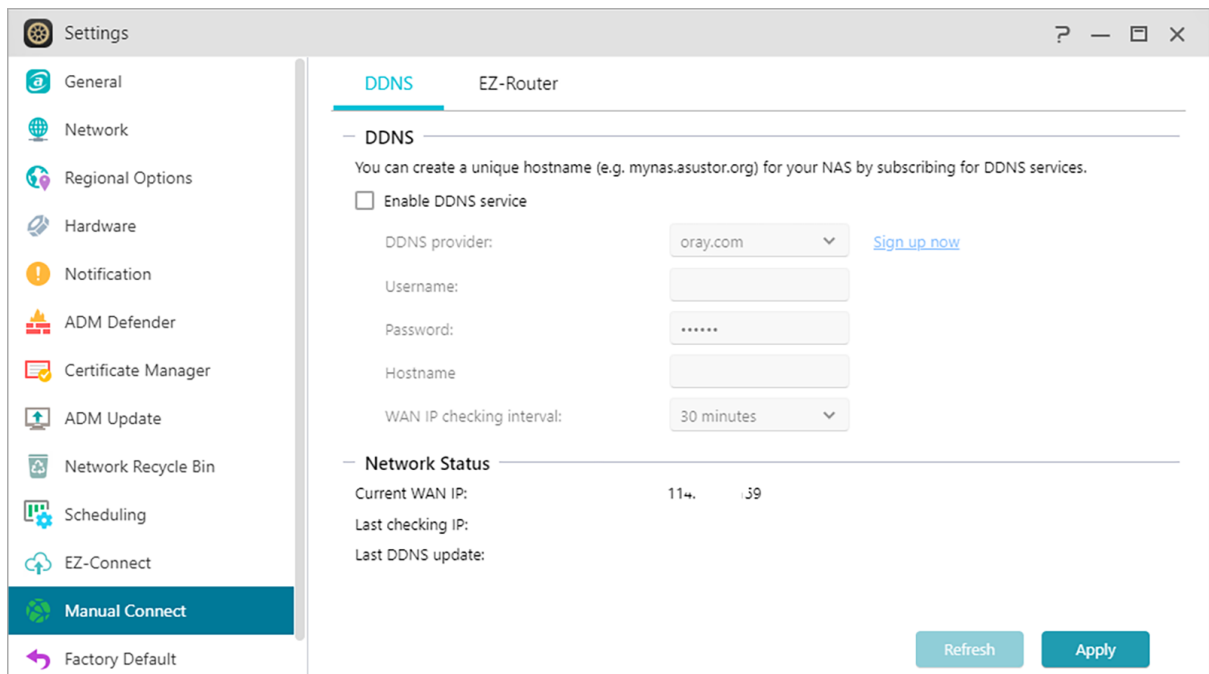 Settings
General
Network
Regional Options
Hardware
Notification
ADM Defender
Certificate Manager
ADM Update
Network Recycle Bin
Scheduling
EZ-Connect
Manual Connect
Factory Default
DDNS EZ-Router
DDNS
You can create a unique hostname (e.g. mynas.asustor.org) for your NAS by subscribing for DDNS services.
Enable DDNS service
DDNS provider: oray.com Sign up now
Username:
Password: ••••••
Hostname
WAN IP checking interval: 30 minutes
Network Status
Current WAN IP: 114.
Last checking IP:
Last DDNS update:
Refresh Apply